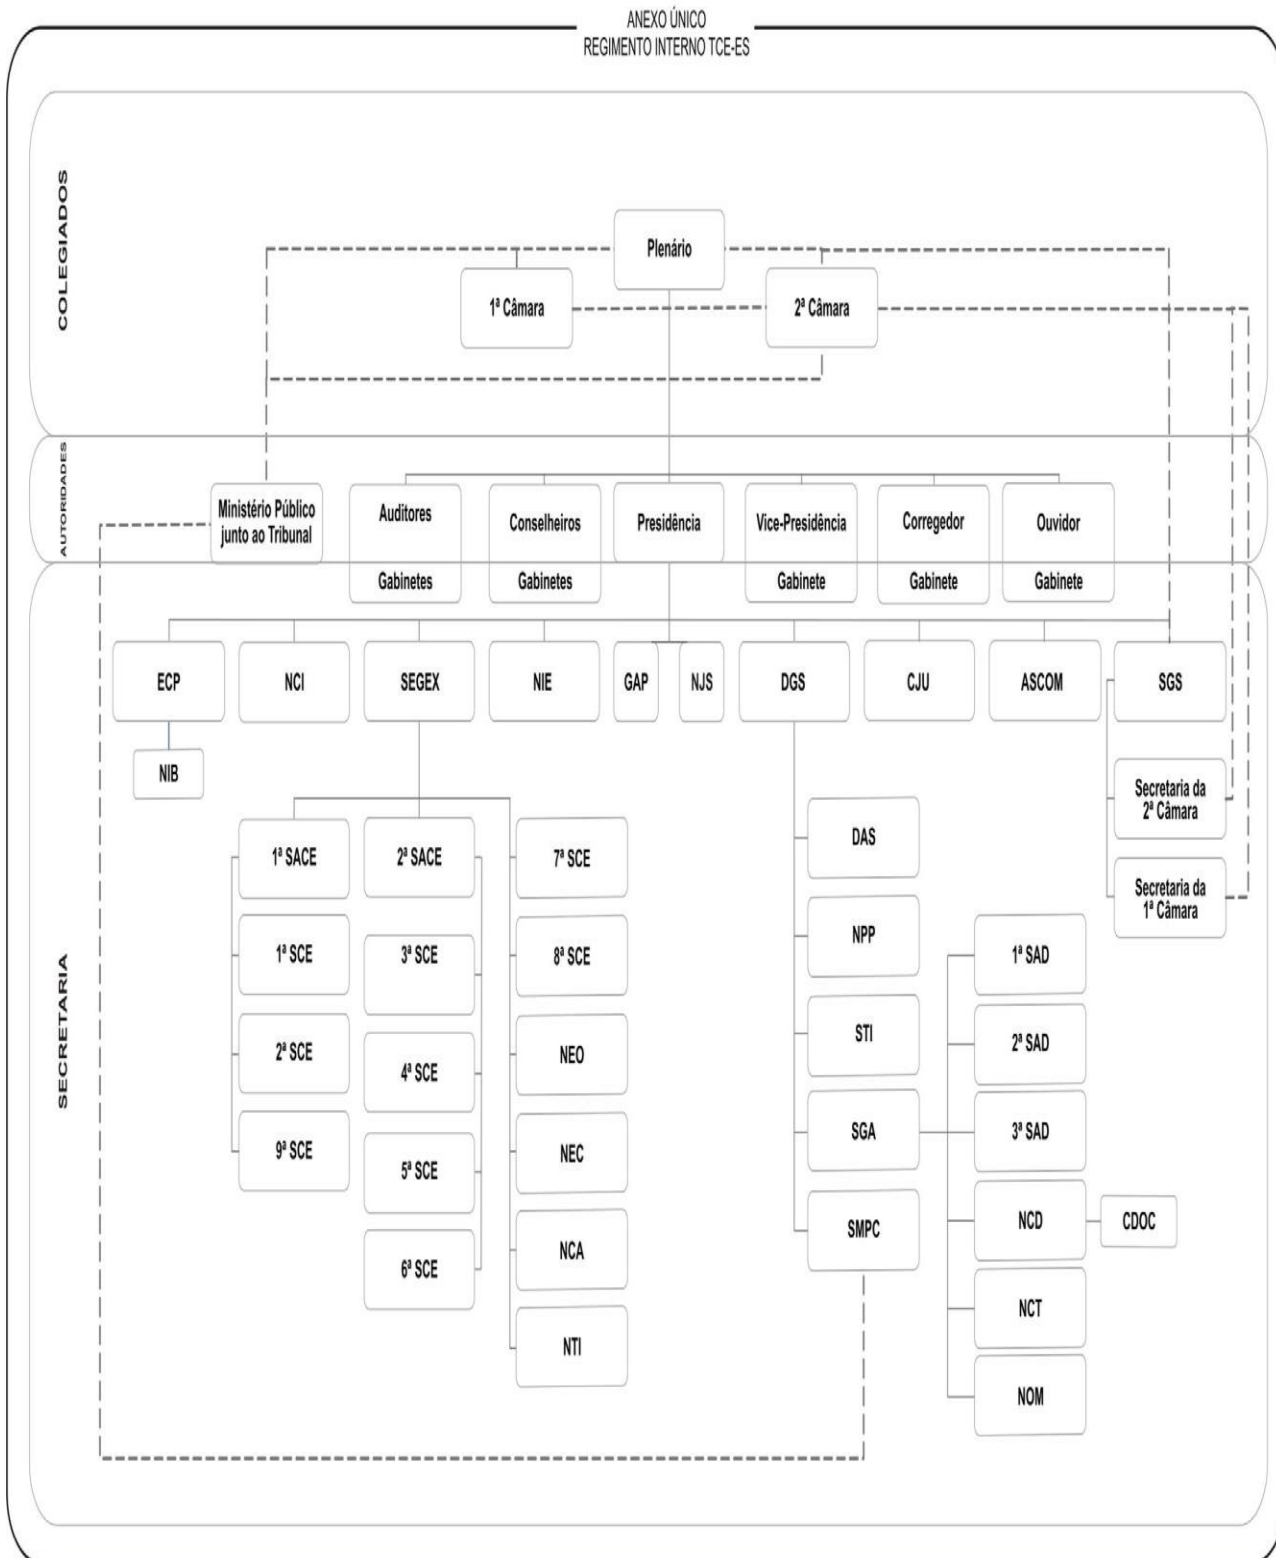 ANEXO ÚNICO
REGIMENTO INTERNO TCE-ES
COLEGIADOS
Plenário
1ª Câmara
2ª Câmara
AUTORIDADES
Ministério Público
junto ao Tribunal
Auditores
Gabinetes
Conselheiros
Gabinetes
Presidência
Vice-Presidência
Gabinete
Corregedor
Gabinete
Ouvidor
Gabinete
SECRETARIA
ECP
NCI
SEGEX
NIE
GAP
NJS
DGS
CJU
ASCOM
SGS
NIB
Secretaria da
2ª Câmara
Secretaria da
1ª Câmara
1ª SACE
1ª SCE
2ª SCE
9ª SCE
2ª SACE
3ª SCE
4ª SCE
5ª SCE
6ª SCE
7ª SCE
8ª SCE
NEO
NEC
NCA
NTI
DAS
NPP
STI
SGA
SMPC
1ª SAD
2ª SAD
3ª SAD
NCD
CDOC
NCT
NOM